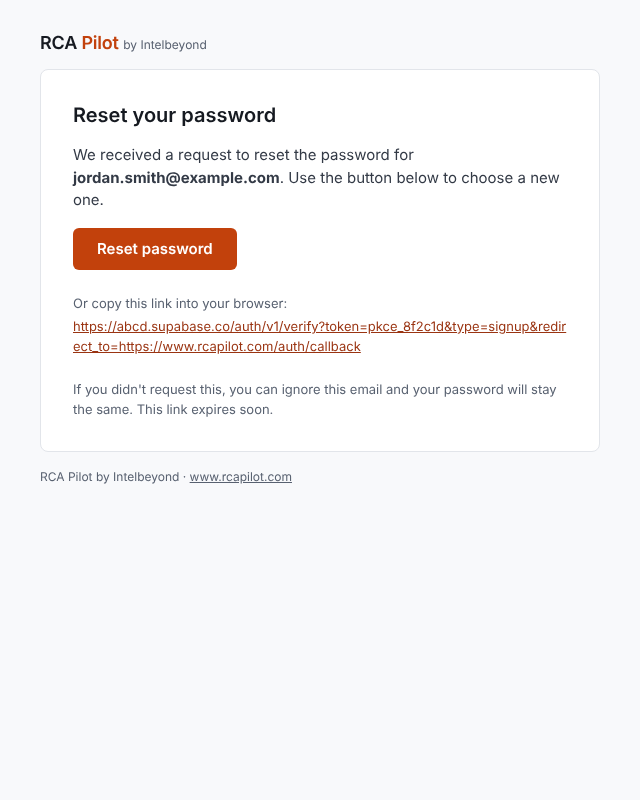 RCA Pilot by Intelbeyond
Reset your password
We received a request to reset the password for
jordan.smith@example.com. Use the button below to choose a new
one.
Reset password
Or copy this link into your browser:
https://abcd.supabase.co/auth/v1/verify?token=pkce_8f2c1d&type=signup&redir
ect_to=https://www.rcapilot.com/auth/callback
If you didn't request this, you can ignore this email and your password will stay
the same. This link expires soon.
RCA Pilot by Intelbeyond · www.rcapilot.com